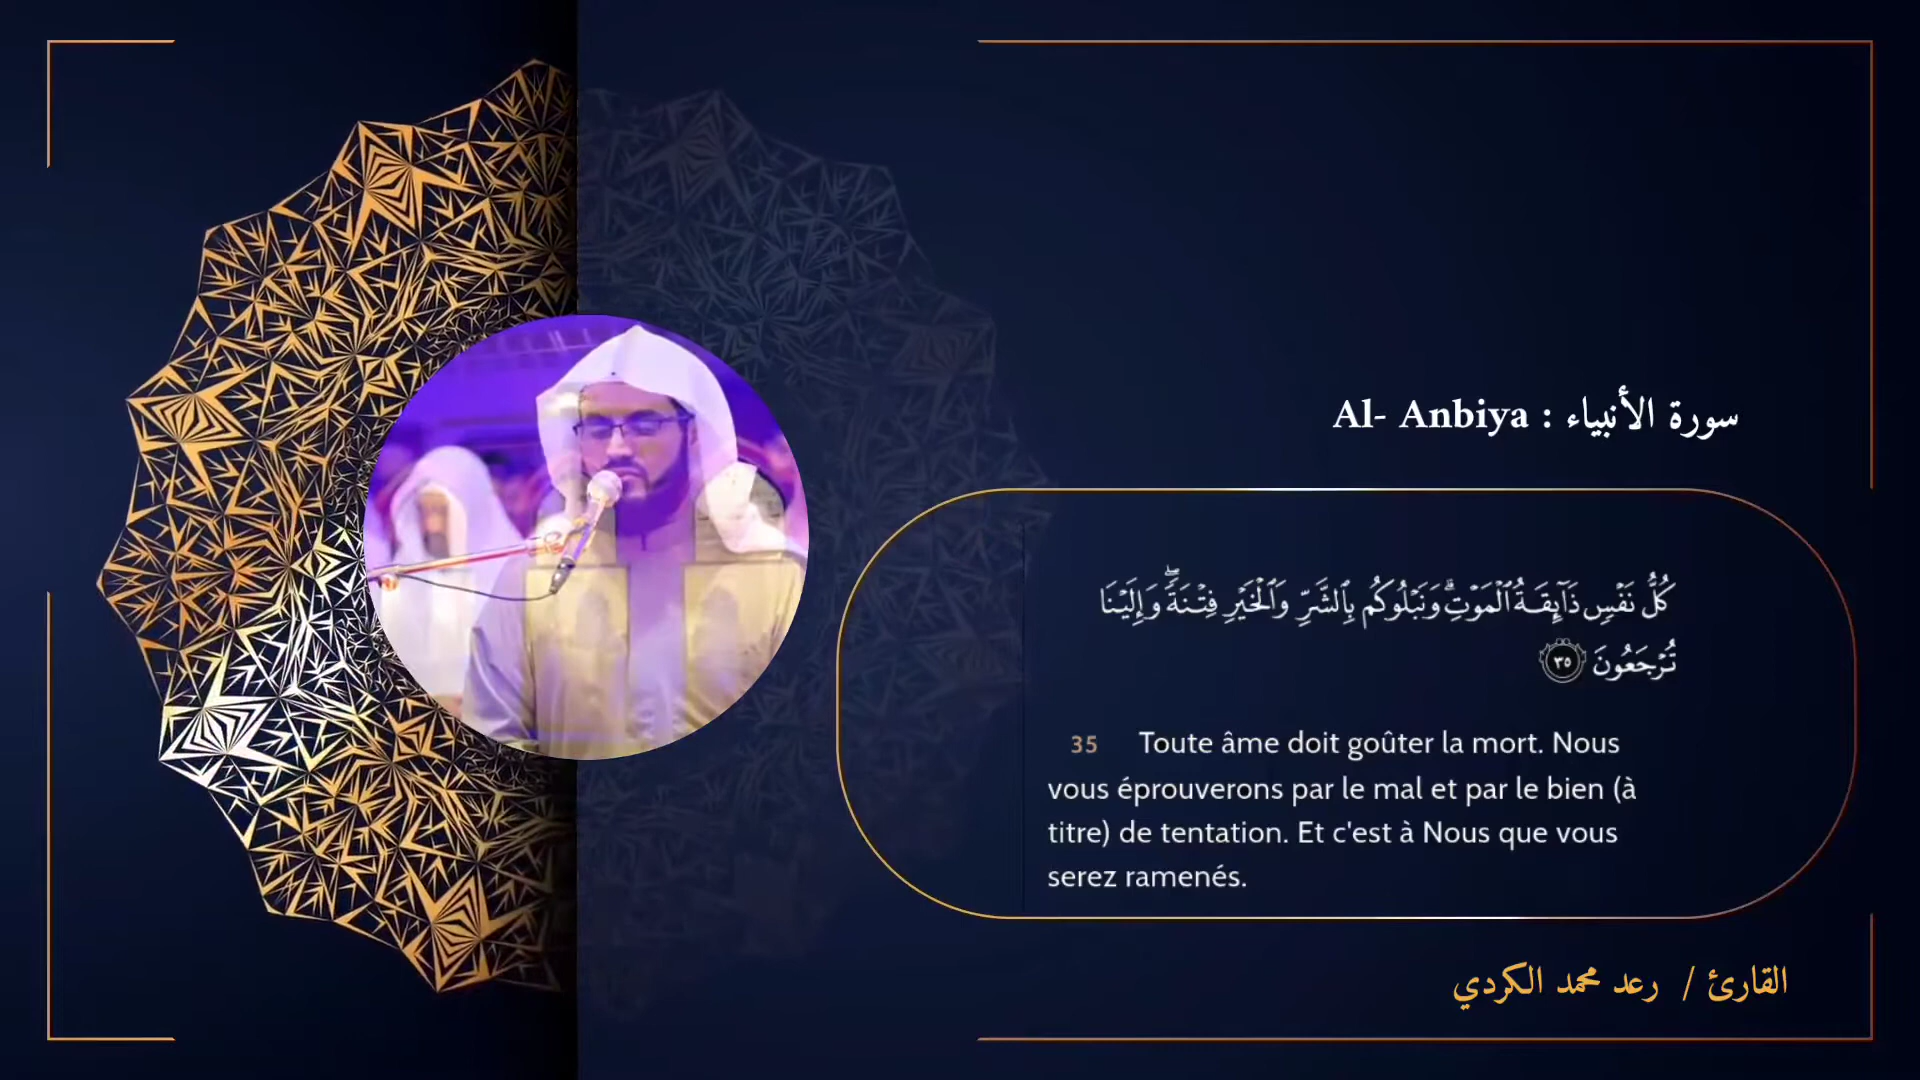 سورة الأنبياء : Al- Anbiya
كُلُّ نَفْسٍ ذَآئِقَةُ ٱلْمَوْتِ ۗ وَنَبْلُوكُم بِٱلشَّرِّ وَٱلْخَيْرِ فِتْنَةً ۖ وَإِلَيْنَا
تُرْجَعُونَ ٣٥
35 Toute âme doit goûter la mort. Nous
vous éprouverons par le mal et par le bien (à
titre) de tentation. Et c'est à Nous que vous
serez ramenés.
القارئ / رعد محمد الكردي